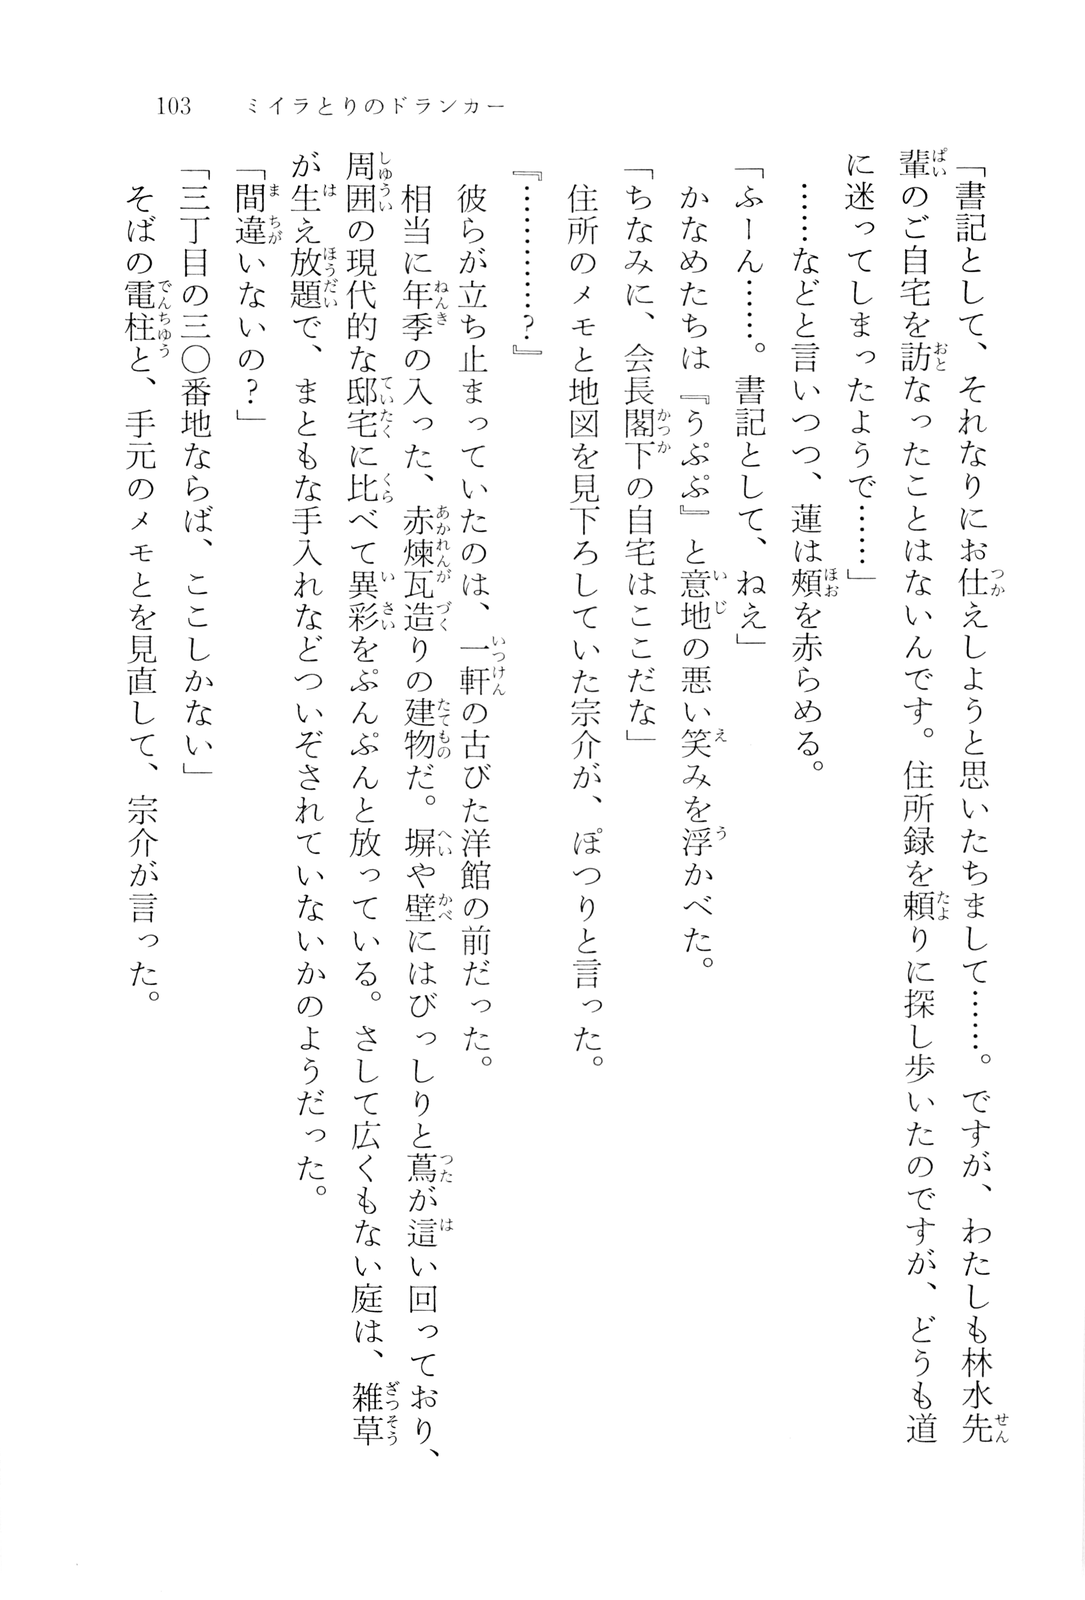 103　ミイラとりのドランカー
「書記として、それなりにお仕えしようと思いたちまして……。ですが、わたしも林水先
輩のご自宅を訪なったことはないんです。住所録を頼りに探し歩いたのですが、どうも道
に迷ってしまったようで……」
……などと言いつつ、蓮は頬を赤らめる。
「ふーん……。書記として、ねえ」
かなめたちは『うぷぷ』と意地の悪い笑みを浮かべた。
「ちなみに、会長閣下の自宅はここだな」
住所のメモと地図を見下ろしていた宗介が、ぽつりと言った。
『…………?』
彼らが立ち止まっていたのは、一軒の古びた洋館の前だった。
相当に年季の入った、赤煉瓦造りの建物だ。塀や壁にはびっしりと蔦が這い回っており、
周囲の現代的な邸宅に比べて異彩をぷんぷんと放っている。さして広くもない庭は、雑草
が生え放題で、まともな手入れなどついぞされていないかのようだった。
「間違いないの?」
「三丁目の三〇番地ならば、ここしかない」
そばの電柱と、手元のメモとを見直して、宗介が言った。